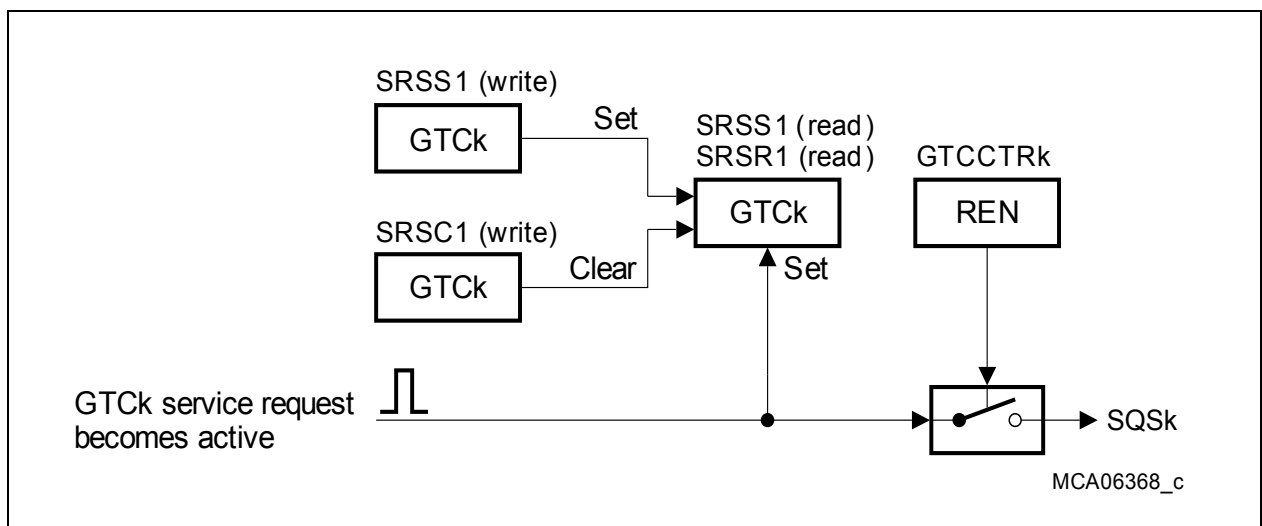 SRSS1 (write)
GTCk
Set
SRSS1 (read)
SRSR1 (read)
GTCk
GTCCTRk
REN
SRSC1 (write)
GTCk
Clear
Set
GTCk service request
becomes active
SQSk
MCA06368_c